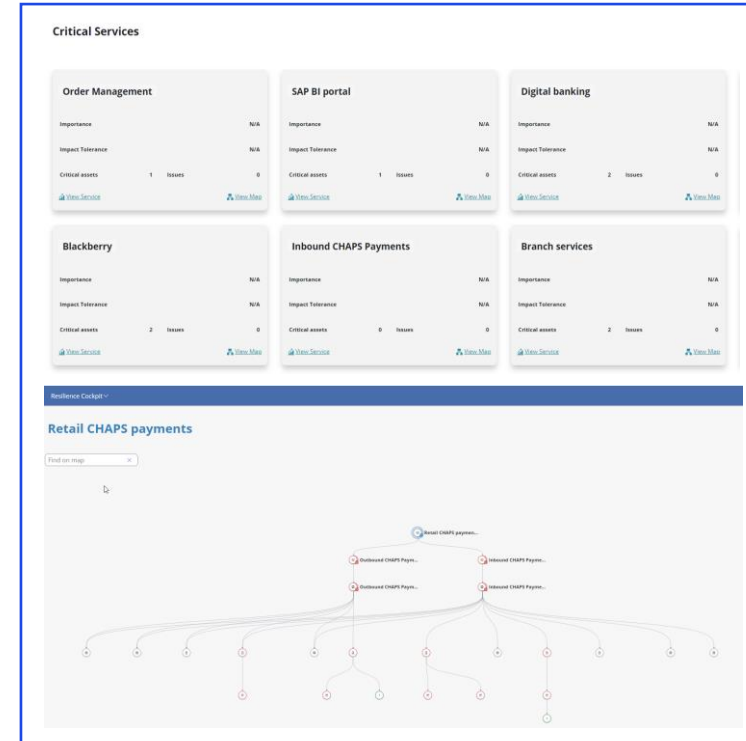 Critical Services
Order Management
Importance N/A
Impact Tolerance N/A
Critical assets 1 Issues 0
View Service View Map
SAP BI portal
Importance N/A
Impact Tolerance N/A
Critical assets 1 Issues 0
View Service View Map
Digital banking
Importance N/A
Impact Tolerance N/A
Critical assets 2 Issues 0
View Service View Map
Blackberry
Importance N/A
Impact Tolerance N/A
Critical assets 2 Issues 0
View Service View Map
Inbound CHAPS Payments
Importance N/A
Impact Tolerance N/A
Critical assets 0 Issues 0
View Service View Map
Branch services
Importance N/A
Impact Tolerance N/A
Critical assets 2 Issues 0
View Service View Map
Resilience Cockpit
Retail CHAPS payments
Find on map
Retail CHAPS paymen...
Outbound CHAPS Paym...
Inbound CHAPS Payme...
Outbound CHAPS Paym...
Inbound CHAPS Payme...